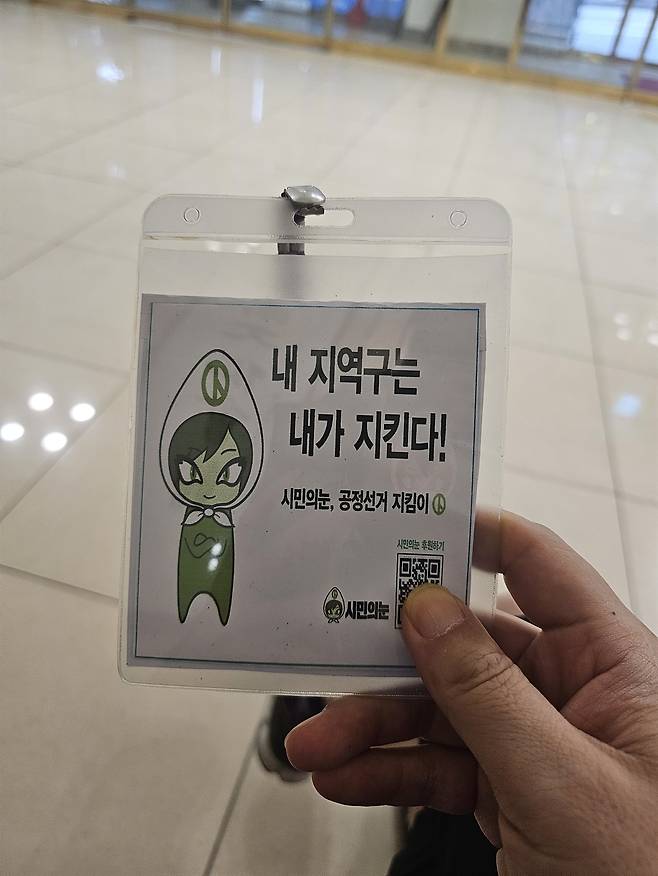 내 지역구는
내가 지킨다!
시민의눈, 공정선거 지킴이
시민의눈 후원하기
시민의눈